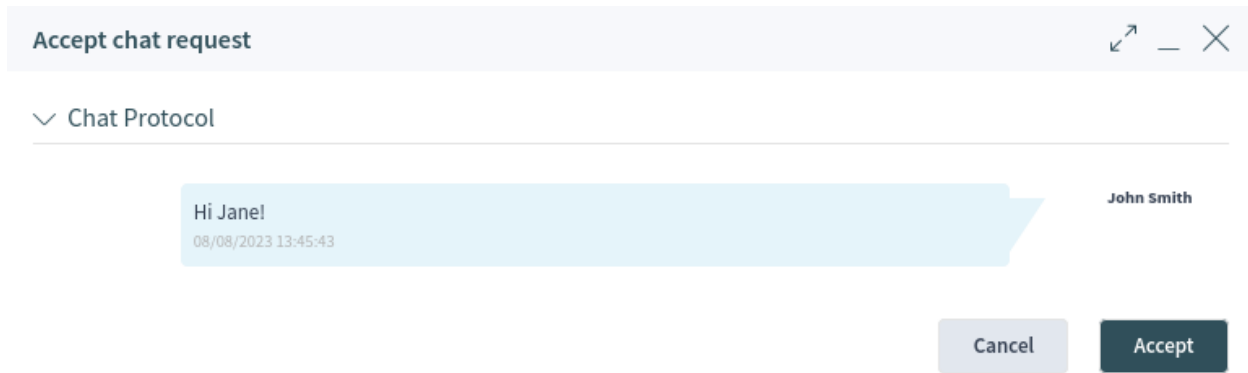 Accept chat request
Chat Protocol
Hi Jane!
08/08/2023 13:45:43
John Smith
Cancel
Accept